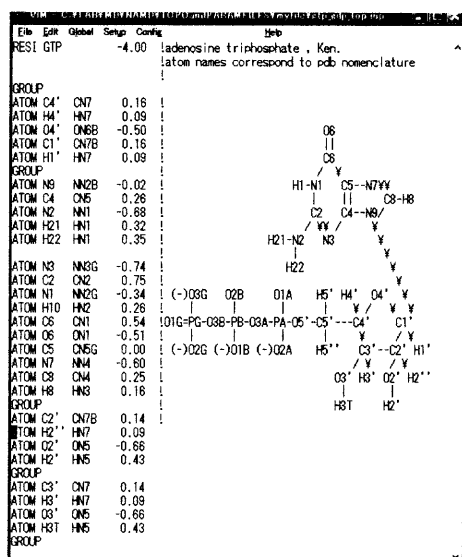 File Edit Global Setup Config Help
RESI GTP -4.00 !adenosine triphosphate , Ken.
!atom names correspond to pdb nomenclature
!
GROUP
ATOM C4' CN7 0.16 !
ATOM H4' HN7 0.09 !
ATOM O4' ON6B -0.50 ! O6
ATOM C1' CN7B 0.16 ! ||
ATOM H1' HN7 0.09 ! C6
GROUP / ¥
ATOM N9 NN2B -0.02 ! H1-N1 C5--N7¥¥
ATOM C4 CN5 0.26 ! | || C8-H8
ATOM N2 NN1 -0.68 ! C2 C4--N9/
ATOM H21 HN1 0.32 ! / ¥¥ / ¥
ATOM H22 HN1 0.35 ! H21-N2 N3 ¥
! | ¥
ATOM N3 NN3G -0.74 ! H22 ¥
ATOM C2 CN2 0.75 ! ¥
ATOM N1 NN2G -0.34 ! (-)O3G O2B O1A H5' H4' O4' ¥
ATOM H10 HN2 0.26 ! | | | | ¥ / ¥ ¥
ATOM C6 CN1 0.54 !O1G=PG-O3B-PB-O3A-PA-O5'-C5'---C4' C1'
ATOM O6 ON1 -0.51 ! | | | | ¥ / ¥
ATOM C5 CN5G 0.00 ! (-)O2G (-)O1B (-)O2A H5'' C3'--C2' H1'
ATOM N7 NN4 -0.60 ! / ¥ / ¥
ATOM C8 CN4 0.25 ! O3' H3' O2' H2''
ATOM H8 HN3 0.16 ! | |
GROUP ! H3T H2'
ATOM C2' CN7B 0.14 !
ATOM H2'' HN7 0.09
ATOM O2' ON5 -0.66
ATOM H2' HN5 0.43
GROUP
ATOM C3' CN7 0.14
ATOM H3' HN7 0.09
ATOM O3' ON5 -0.66
ATOM H3T HN5 0.43
GROUP